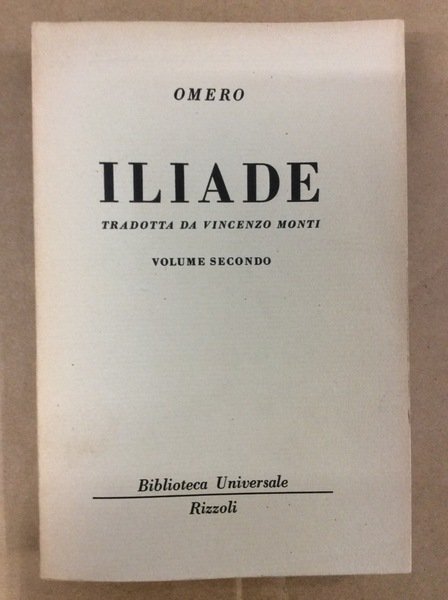 OMERO
ILIADE
TRADOTTA DA VINCENZO MONTI
VOLUME SECONDO
Biblioteca Universale
Rizzoli